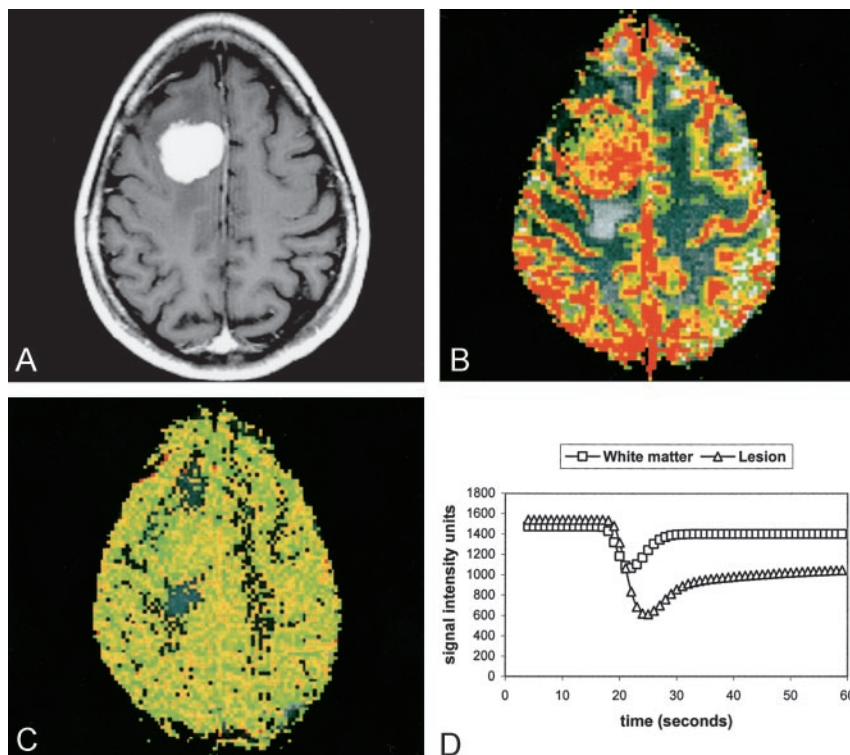 A
B
C
D
White matter Lesion
signal intensity units
1800
1600
1400
1200
1000
800
600
400
200
0
0 10 20 30 40 50 60
time (seconds)